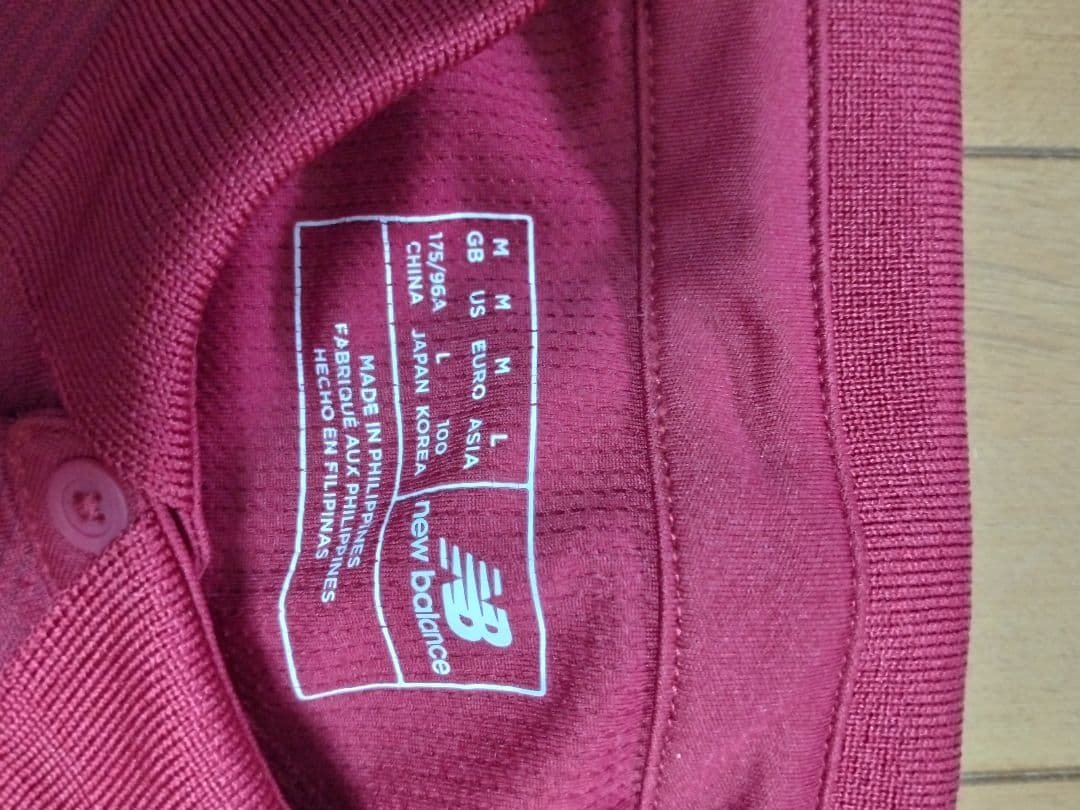 M M M L
GB US EURO ASIA
175/96A L 100
CHINA JAPAN KOREA
NB
new balance
MADE IN PHILIPPINES
FABRIQUÉ AUX PHILIPPINES
HECHO EN FILIPINAS